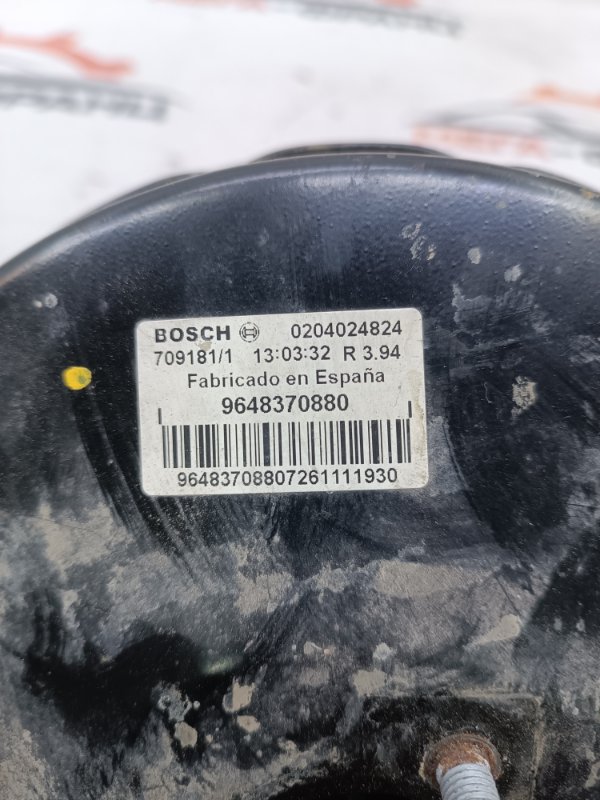 BOSCH 0204024824
709181/1 13:03:32 R 3.94
Fabricado en España
9648370880
96483708807261111930